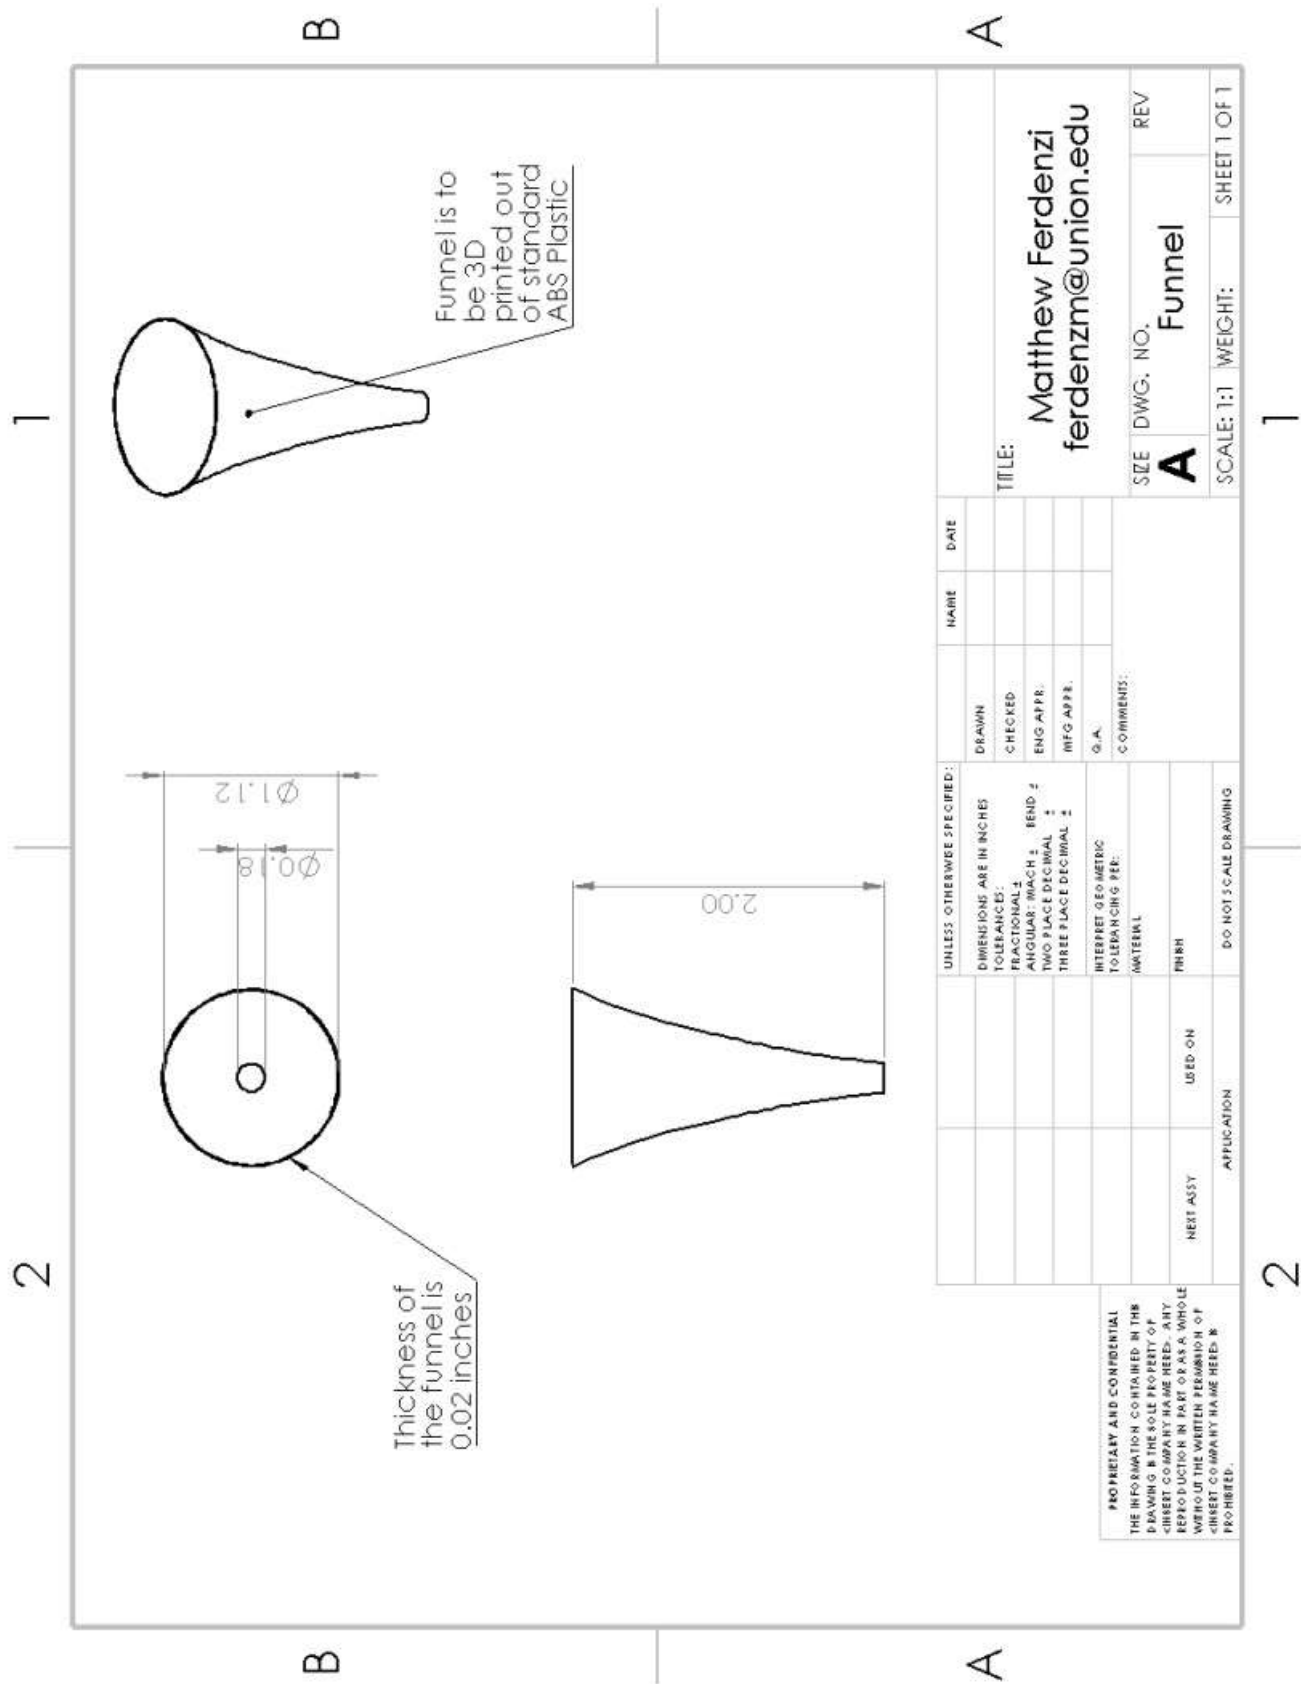 2
1
B
B
A
A
2
1
Ø1.12
Ø0.18
2.00
Thickness of
the funnel is
0.02 inches
Funnel is to
be 3D
printed out
of standard
ABS Plastic
PROPRIETARY AND CONFIDENTIAL
THE INFORMATION CONTAINED IN THIS
DRAWING IS THE SOLE PROPERTY OF
<INSERT COMPANY NAME HERE>. ANY
REPRODUCTION IN PART OR AS A WHOLE
WITHOUT THE WRITTEN PERMISSION OF
<INSERT COMPANY NAME HERE> IS
PROHIBITED.
NEXT ASSY
USED ON
APPLICATION
UNLESS OTHERWISE SPECIFIED:
DIMENSIONS ARE IN INCHES
TOLERANCES:
FRACTIONAL ±
ANGULAR: MACH ± BEND ±
TWO PLACE DECIMAL ±
THREE PLACE DECIMAL ±
INTERPRET GEOMETRIC
TOLERANCING PER:
MATERIAL
FINISH
DO NOT SCALE DRAWING
NAME
DATE
DRAWN
CHECKED
ENG APPR.
MFG APPR.
Q.A.
COMMENTS:
TITLE:
Matthew Ferdenzi
ferdenzm@union.edu
SIZE
A
DWG. NO.
Funnel
REV
SCALE: 1:1
WEIGHT:
SHEET 1 OF 1